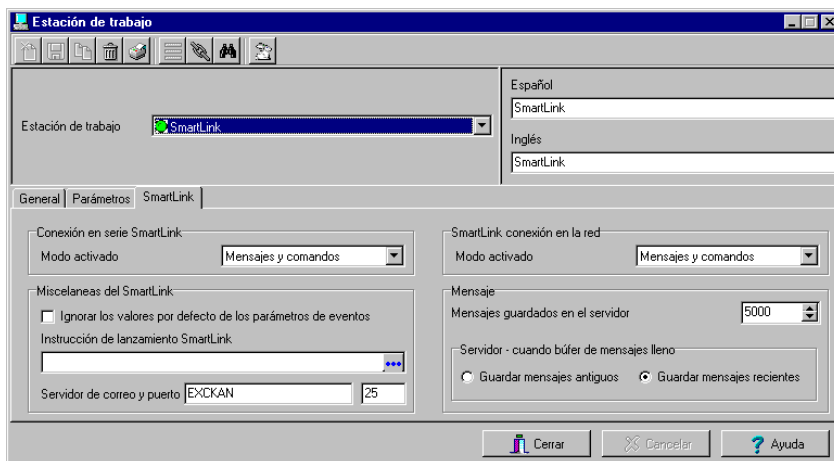 Estación de trabajo
Español
SmartLink
Estación de trabajo
SmartLink
Inglés
SmartLink
General
Parámetros
SmartLink
Conexión en serie SmartLink
Modo activado
Mensajes y comandos
SmartLink conexión en la red
Modo activado
Mensajes y comandos
Miscelaneas del SmartLink
Ignorar los valores por defecto de los parámetros de eventos
Instrucción de lanzamiento SmartLink
Servidor de correo y puerto
EXCKAN
25
Mensaje
Mensajes guardados en el servidor
5000
Servidor - cuando búfer de mensajes lleno
Guardar mensajes antiguos
Guardar mensajes recientes
Cerrar
Cancelar
? Ayuda